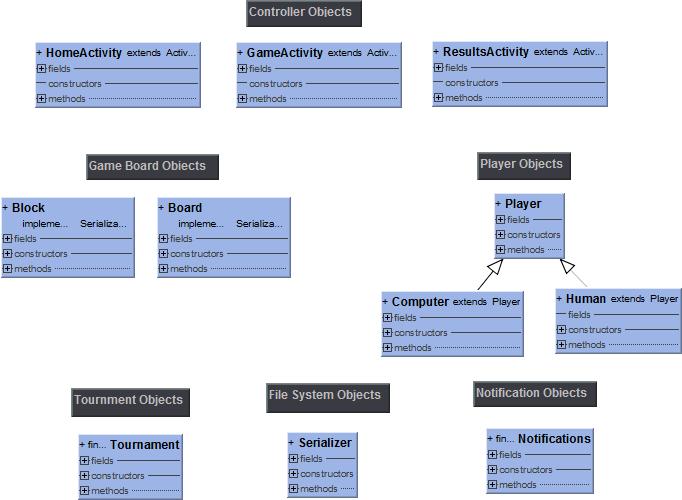 Controller Objects
+ HomeActivity extends Activ...
fields
constructors
methods
+ GameActivity extends Activ...
fields
constructors
methods
+ ResultsActivity extends Activ...
fields
constructors
methods
Game Board Objects
+ Block
impleme... Serializa...
fields
constructors
methods
+ Board
impleme... Serializa...
fields
constructors
methods
Player Objects
+ Player
fields
constructors
methods
+ Computer extends Player
fields
constructors
methods
+ Human extends Player
fields
constructors
methods
Tournment Objects
+ fin... Tournament
fields
constructors
methods
File System Objects
+ Serializer
fields
constructors
methods
Notification Objects
+ fin... Notifications
fields
constructors
methods